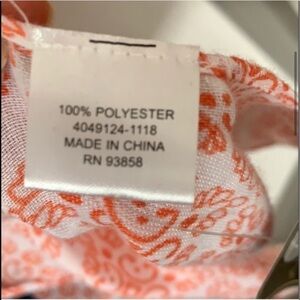 100% POLYESTER
4049124-1118
MADE IN CHINA
RN 93858